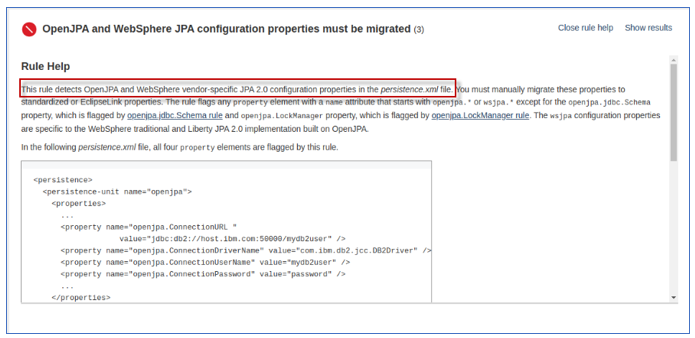 OpenJPA and WebSphere JPA configuration properties must be migrated (3)
Close rule help Show results
Rule Help
This rule detects OpenJPA and WebSphere vendor-specific JPA 2.0 configuration properties in the persistence.xml file. You must manually migrate these properties to
standardized or EclipseLink properties. The rule flags any property element with a name attribute that starts with openjpa.* or wsjpa.* except for the openjpa.jdbc.Schema
property, which is flagged by openjpa.jdbc.Schema rule and openjpa.LockManager property, which is flagged by openjpa.LockManager rule. The wsjpa configuration properties
are specific to the WebSphere traditional and Liberty JPA 2.0 implementation built on OpenJPA.
In the following persistence.xml file, all four property elements are flagged by this rule.
<persistence>
<persistence-unit name="openjpa">
<properties>
...
<property name="openjpa.ConnectionURL "
value="jdbc:db2://host.ibm.com:50000/mydb2user" />
<property name="openjpa.ConnectionDriverName" value="com.ibm.db2.jcc.DB2Driver" />
<property name="openjpa.ConnectionUserName" value="mydb2user" />
<property name="openjpa.ConnectionPassword" value="password" />
...
</properties>